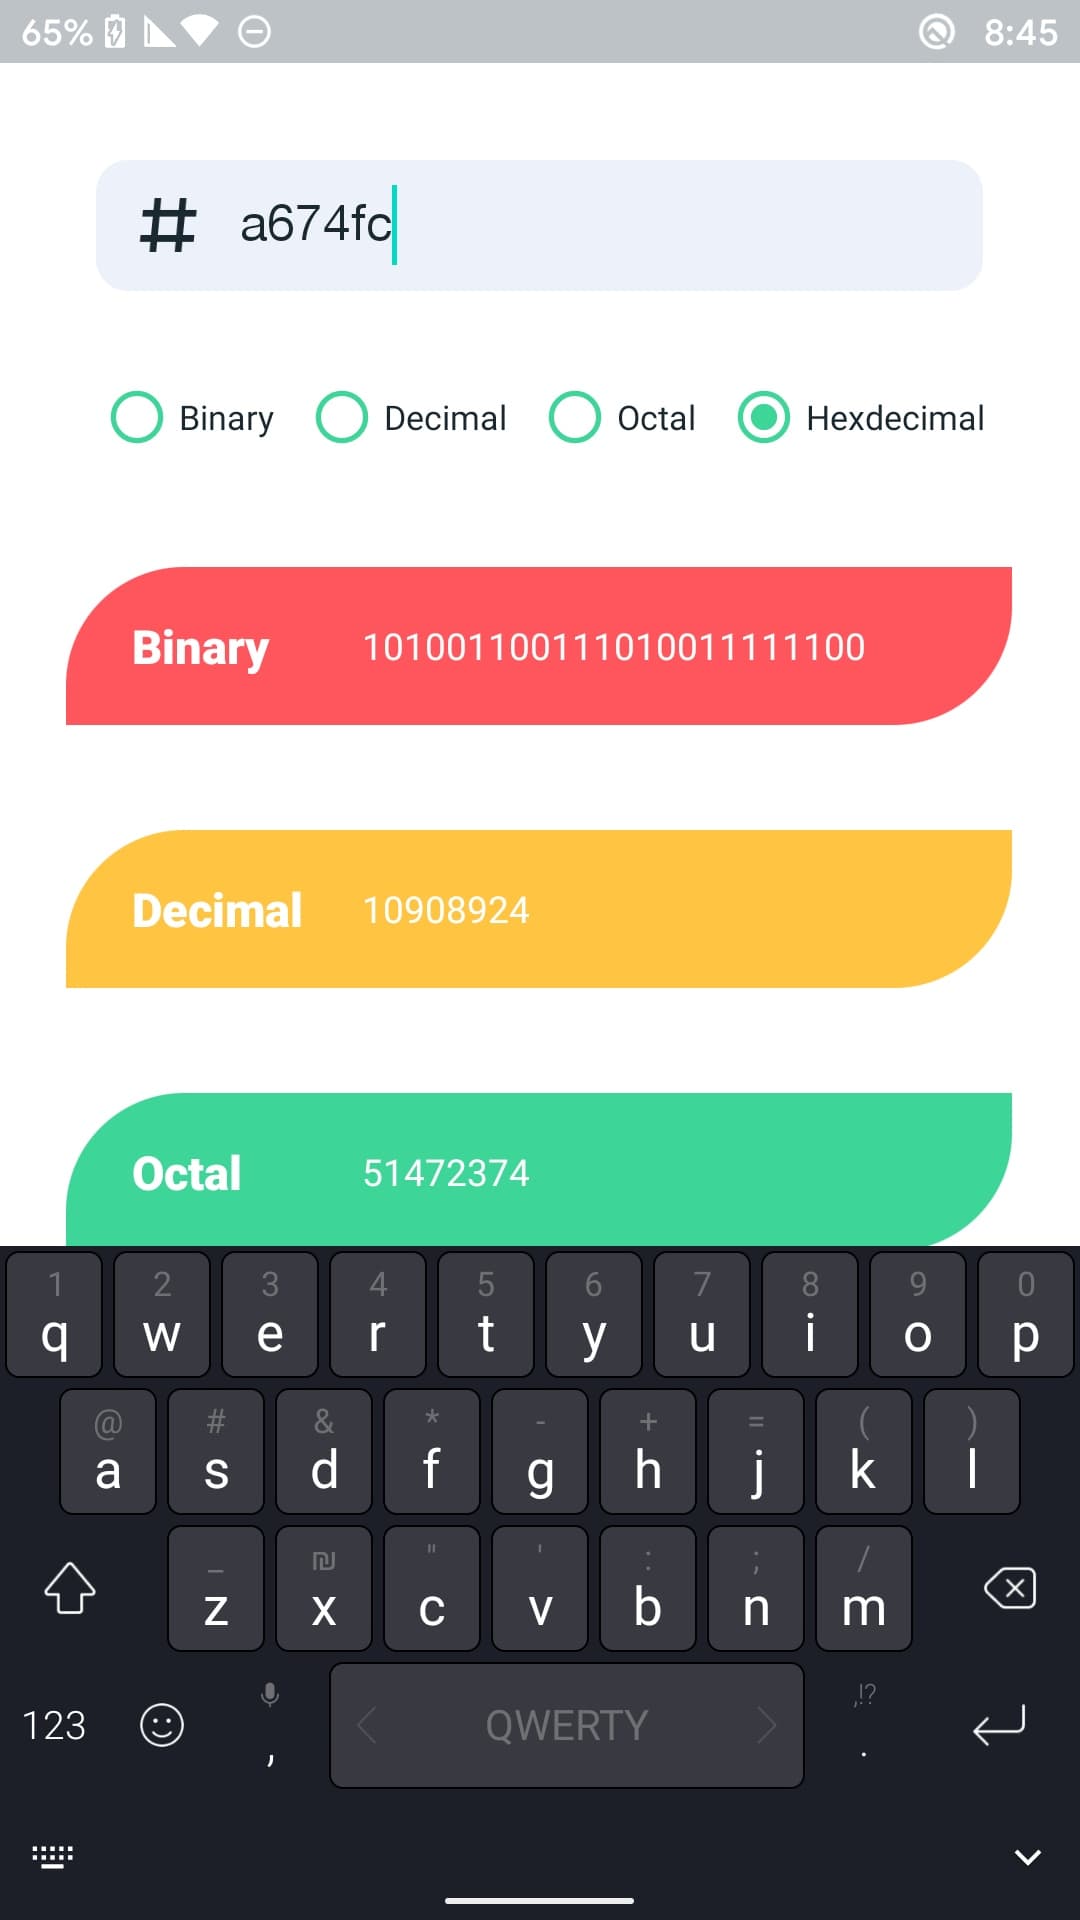 65% 8:45
# a674fc
Binary Decimal Octal Hexdecimal
Binary 101001100111010011111100
Decimal 10908924
Octal 51472374
1 2 3 4 5 6 7 8 9 0
q w e r t y u i o p
@ # & * - + = ( )
a s d f g h j k l
_ ₪ " ' : ; /
z x c v b n m
,!?
123 , QWERTY .